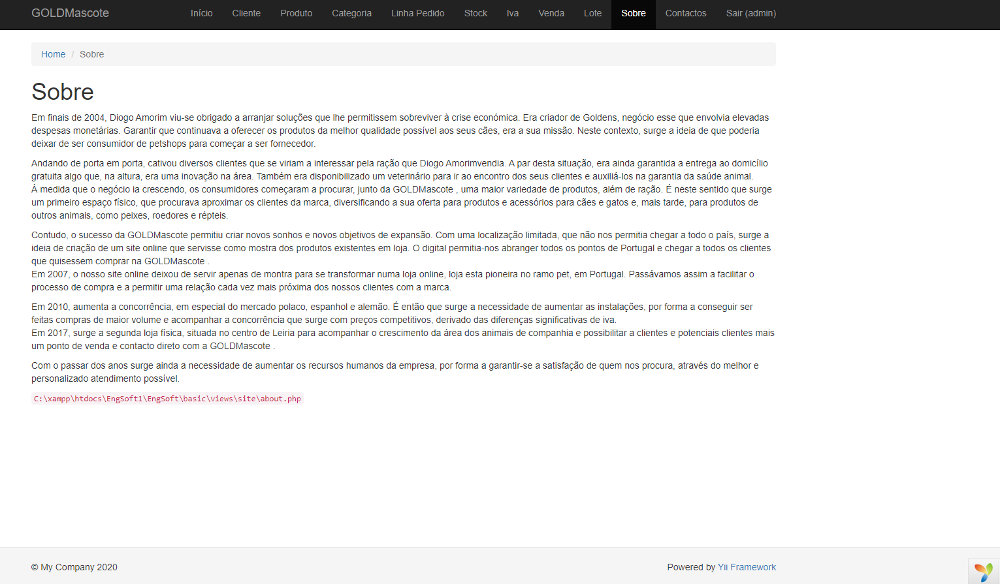 GOLDMascote Início Cliente Produto Categoria Linha Pedido Stock Iva Venda Lote Sobre Contactos Sair (admin)
Home / Sobre
Sobre
Em finais de 2004, Diogo Amorim viu-se obrigado a arranjar soluções que lhe permitissem sobreviver à crise económica. Era criador de Goldens, negócio esse que envolvia elevadas
despesas monetárias. Garantir que continuava a oferecer os produtos da melhor qualidade possível aos seus cães, era a sua missão. Neste contexto, surge a ideia de que poderia
deixar de ser consumidor de petshops para começar a ser fornecedor.
Andando de porta em porta, cativou diversos clientes que se viriam a interessar pela ração que Diogo Amorimvendia. A par desta situação, era ainda garantida a entrega ao domicílio
gratuita algo que, na altura, era uma inovação na área. Também era disponibilizado um veterinário para ir ao encontro dos seus clientes e auxiliá-los na garantia da saúde animal.
À medida que o negócio ia crescendo, os consumidores começaram a procurar, junto da GOLDMascote , uma maior variedade de produtos, além de ração. É neste sentido que surge
um primeiro espaço físico, que procurava aproximar os clientes da marca, diversificando a sua oferta para produtos e acessórios para cães e gatos e, mais tarde, para produtos de
outros animais, como peixes, roedores e répteis.
Contudo, o sucesso da GOLDMascote permitiu criar novos sonhos e novos objetivos de expansão. Com uma localização limitada, que não nos permitia chegar a todo o país, surge a
ideia de criação de um site online que servisse como mostra dos produtos existentes em loja. O digital permitia-nos abranger todos os pontos de Portugal e chegar a todos os clientes
que quisessem comprar na GOLDMascote .
Em 2007, o nosso site online deixou de servir apenas de montra para se transformar numa loja online, loja esta pioneira no ramo pet, em Portugal. Passávamos assim a facilitar o
processo de compra e a permitir uma relação cada vez mais próxima dos nossos clientes com a marca.
Em 2010, aumenta a concorrência, em especial do mercado polaco, espanhol e alemão. É então que surge a necessidade de aumentar as instalações, por forma a conseguir ser
feitas compras de maior volume e acompanhar a concorrência que surge com preços competitivos, derivado das diferenças significativas de iva.
Em 2017, surge a segunda loja física, situada no centro de Leiria para acompanhar o crescimento da área dos animais de companhia e possibilitar a clientes e potenciais clientes mais
um ponto de venda e contacto direto com a GOLDMascote .
Com o passar dos anos surge ainda a necessidade de aumentar os recursos humanos da empresa, por forma a garantir-se a satisfação de quem nos procura, através do melhor e
personalizado atendimento possível.
C:\xampp\htdocs\EngSoft1\EngSoft\basic\views\site\about.php
© My Company 2020 Powered by Yii Framework